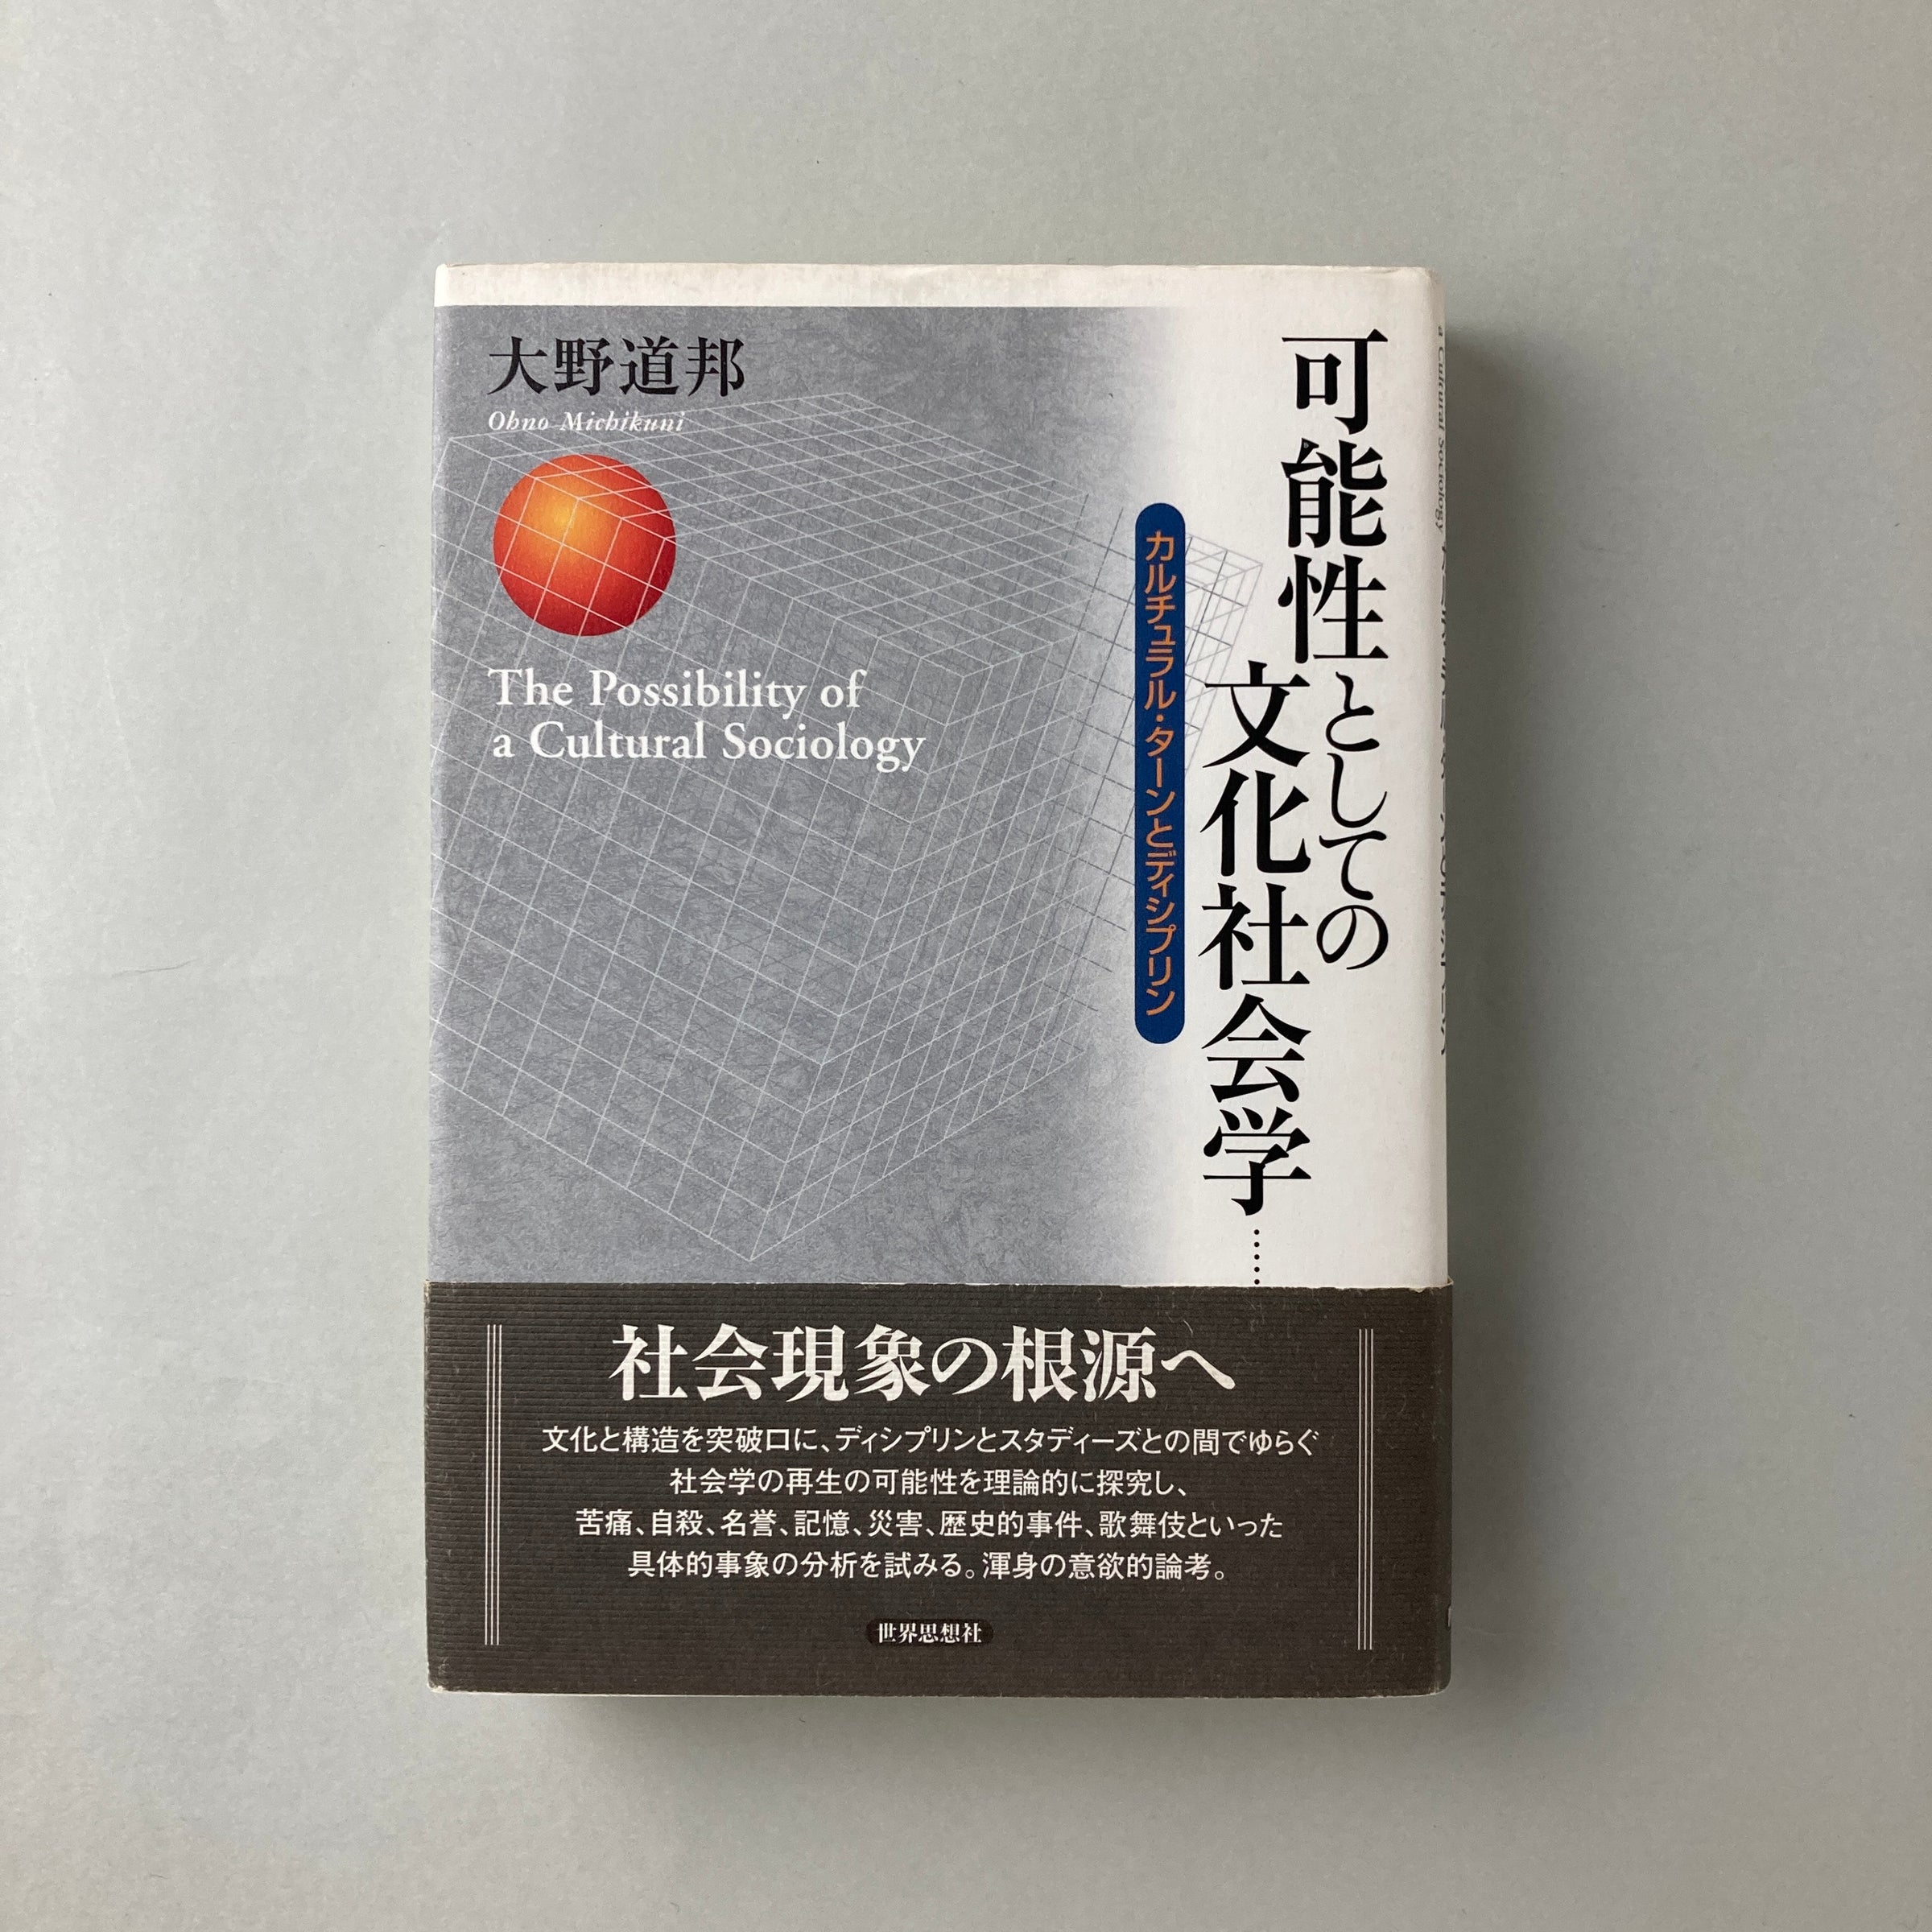 可能性としての
文化社会学……
カルチュラル・ターンとディシプリン
大野道邦
Ohno Michikuni
The Possibility of
a Cultural Sociology
社会現象の根源へ
文化と構造を突破口に、ディシプリンとスタディーズとの間でゆらぐ
社会学の再生の可能性を理論的に探究し、
苦痛、自殺、名誉、記憶、災害、歴史的事件、歌舞伎といった
具体的事象の分析を試みる。渾身の意欲的論考。
世界思想社
a Cultural Sociology